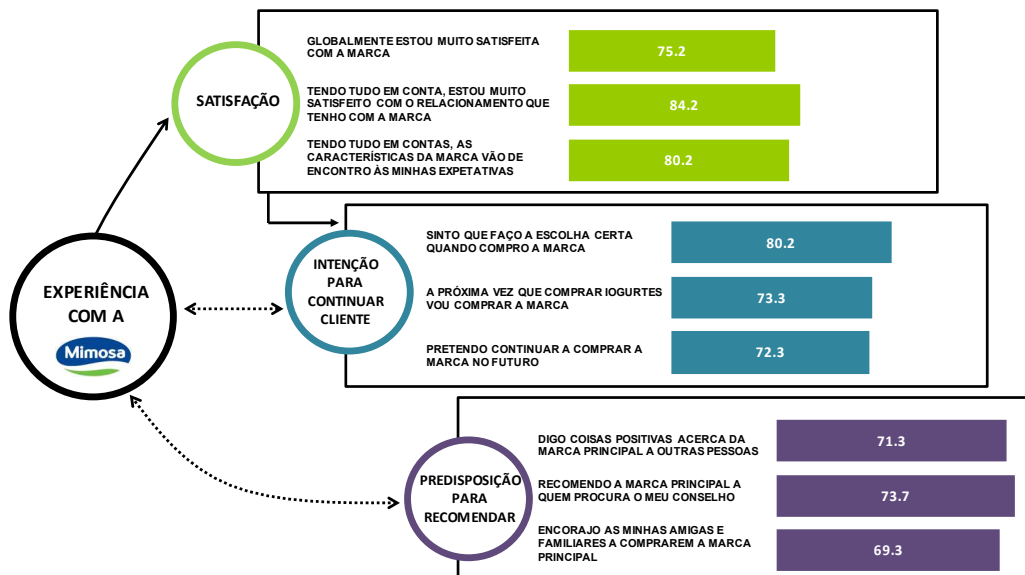 SATISFAÇÃO
GLOBALMENTE ESTOU MUITO SATISFEITA
COM A MARCA
75.2
TENDO TUDO EM CONTA, ESTOU MUITO
SATISFEITO COM O RELACIONAMENTO QUE
TENHO COM A MARCA
84.2
TENDO TUDO EM CONTAS, AS
CARACTERÍSTICAS DA MARCA VÃO DE
ENCONTRO ÀS MINHAS EXPETATIVAS
80.2
EXPERIÊNCIA
COM A
Mimosa
INTENÇÃO
PARA
CONTINUAR
CLIENTE
SINTO QUE FAÇO A ESCOLHA CERTA
QUANDO COMPRO A MARCA
80.2
A PRÓXIMA VEZ QUE COMPRAR IOGURTES
VOU COMPRAR A MARCA
73.3
PRETENDO CONTINUAR A COMPRAR A
MARCA NO FUTURO
72.3
PREDISPOSIÇÃO
PARA
RECOMENDAR
DIGO COISAS POSITIVAS ACERCA DA
MARCA PRINCIPAL A OUTRAS PESSOAS
71.3
RECOMENDO A MARCA PRINCIPAL A
QUEM PROCURA O MEU CONSELHO
73.7
ENCORAJO AS MINHAS AMIGAS E
FAMILIARES A COMPRAREM A MARCA
PRINCIPAL
69.3